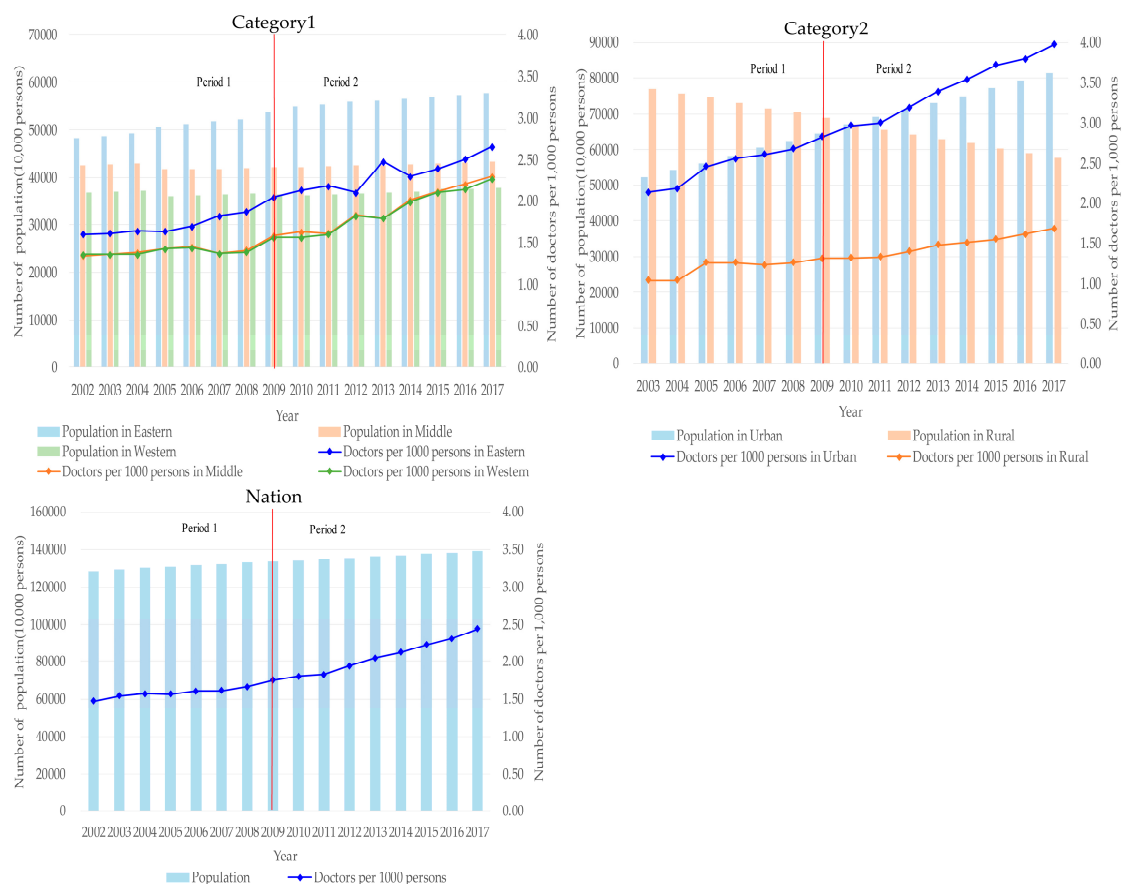 Category1
70000
60000
50000
40000
30000
20000
10000
0
Number of population(10,000 persons)
Period 1
Period 2
4.00
3.50
3.00
2.50
2.00
1.50
1.00
0.50
0.00
Number of doctors per 1,000 persons
2002 2003 2004 2005 2006 2007 2008 2009 2010 2011 2012 2013 2014 2015 2016 2017
Year
Population in Eastern
Population in Middle
Population in Western
Doctors per 1000 persons in Eastern
Doctors per 1000 persons in Middle
Doctors per 1000 persons in Western
Category2
90000
80000
70000
60000
50000
40000
30000
20000
10000
0
Number of population(10,000 persons)
Period 1
Period 2
4.00
3.50
3.00
2.50
2.00
1.50
1.00
0.50
0.00
Number of doctors per 1,000 persons
2003 2004 2005 2006 2007 2008 2009 2010 2011 2012 2013 2014 2015 2016 2017
Year
Population in Urban
Population in Rural
Doctors per 1000 persons in Urban
Doctors per 1000 persons in Rural
Nation
160000
140000
120000
100000
80000
60000
40000
20000
0
Number of population(10,000 persons)
Period 1
Period 2
4.00
3.50
3.00
2.50
2.00
1.50
1.00
0.50
0.00
Number of doctors per 1,000 persons
2002 2003 2004 2005 2006 2007 2008 2009 2010 2011 2012 2013 2014 2015 2016 2017
Year
Population
Doctors per 1000 persons